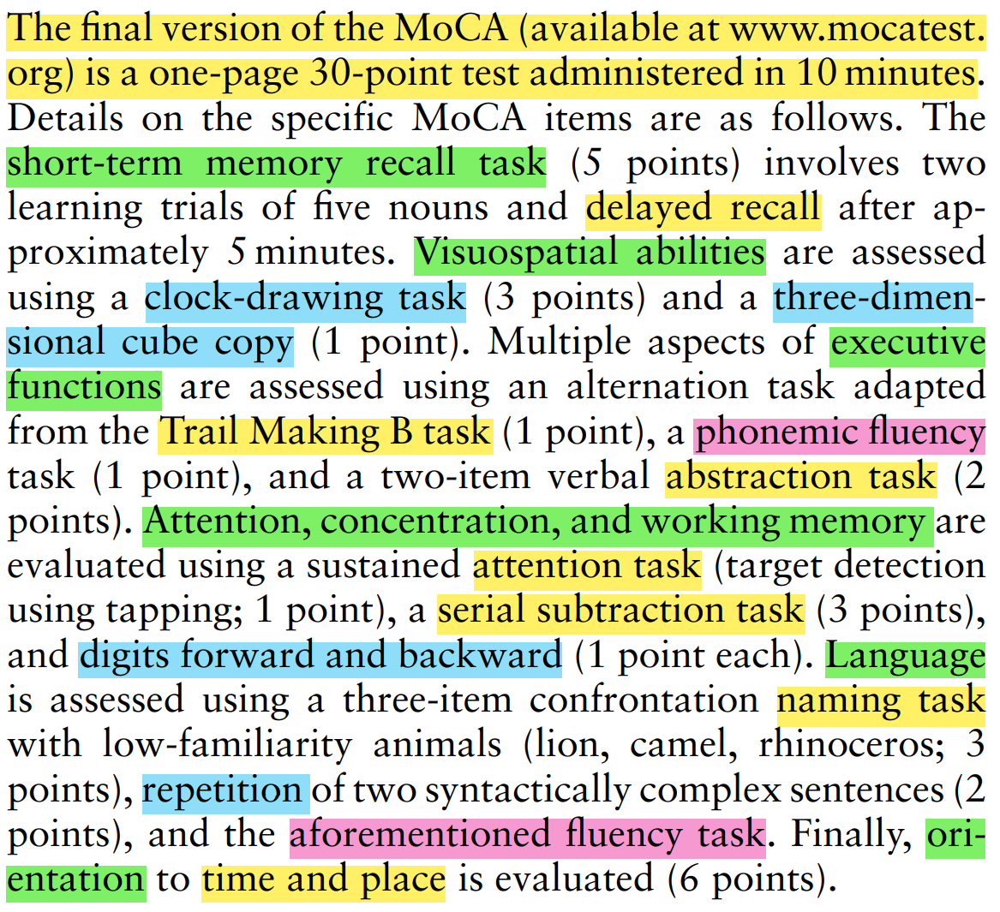 The final version of the MoCA (available at www.mocatest.
org) is a one-page 30-point test administered in 10 minutes.
Details on the specific MoCA items are as follows. The
short-term memory recall task (5 points) involves two
learning trials of five nouns and delayed recall after ap-
proximately 5 minutes. Visuospatial abilities are assessed
using a clock-drawing task (3 points) and a three-dimen-
sional cube copy (1 point). Multiple aspects of executive
functions are assessed using an alternation task adapted
from the Trail Making B task (1 point), a phonemic fluency
task (1 point), and a two-item verbal abstraction task (2
points). Attention, concentration, and working memory are
evaluated using a sustained attention task (target detection
using tapping; 1 point), a serial subtraction task (3 points),
and digits forward and backward (1 point each). Language
is assessed using a three-item confrontation naming task
with low-familiarity animals (lion, camel, rhinoceros; 3
points), repetition of two syntactically complex sentences (2
points), and the aforementioned fluency task. Finally, ori-
entation to time and place is evaluated (6 points).